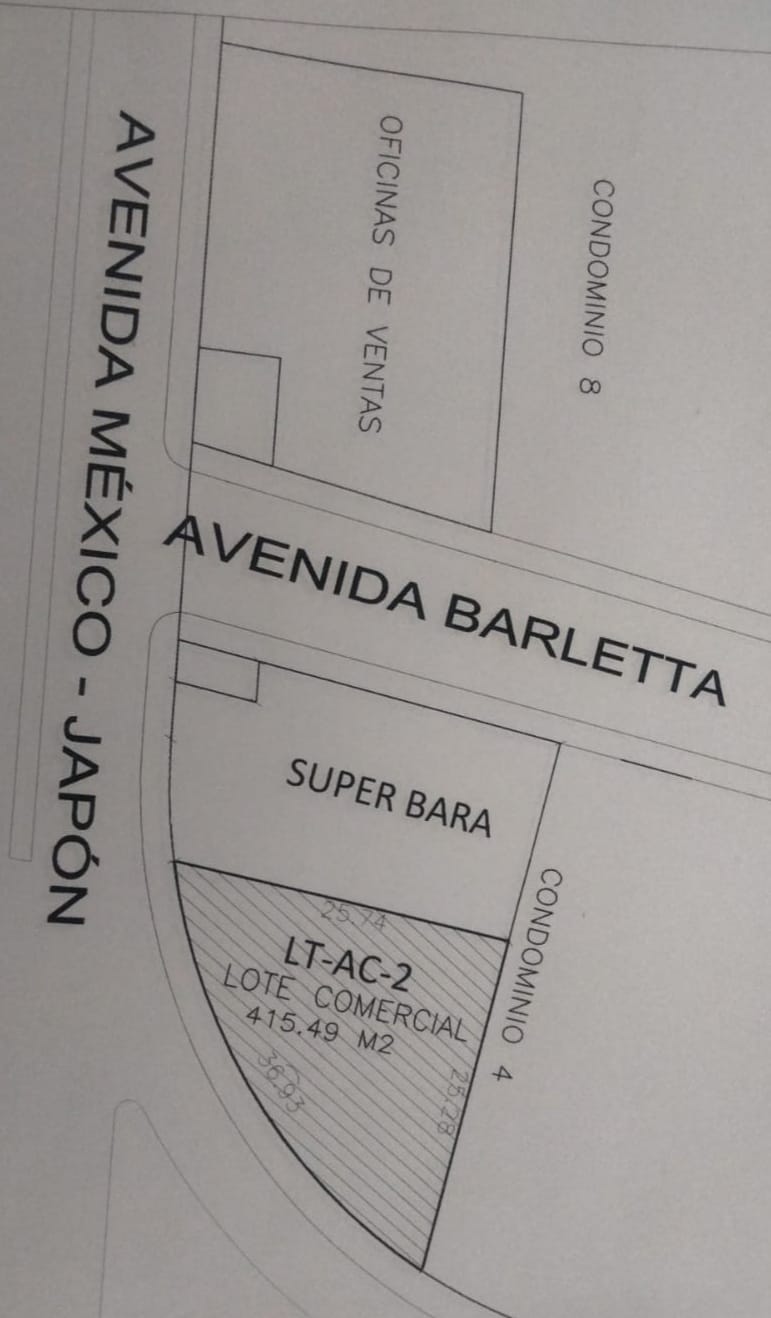 CONDOMINIO 8
OFICINAS DE VENTAS
AVENIDA MÉXICO - JAPÓN
AVENIDA BARLETTA
SUPER BARA
CONDOMINIO 4
25.74
LT-AC-2
LOTE COMERCIAL
415.49 M2
36.93
25.28